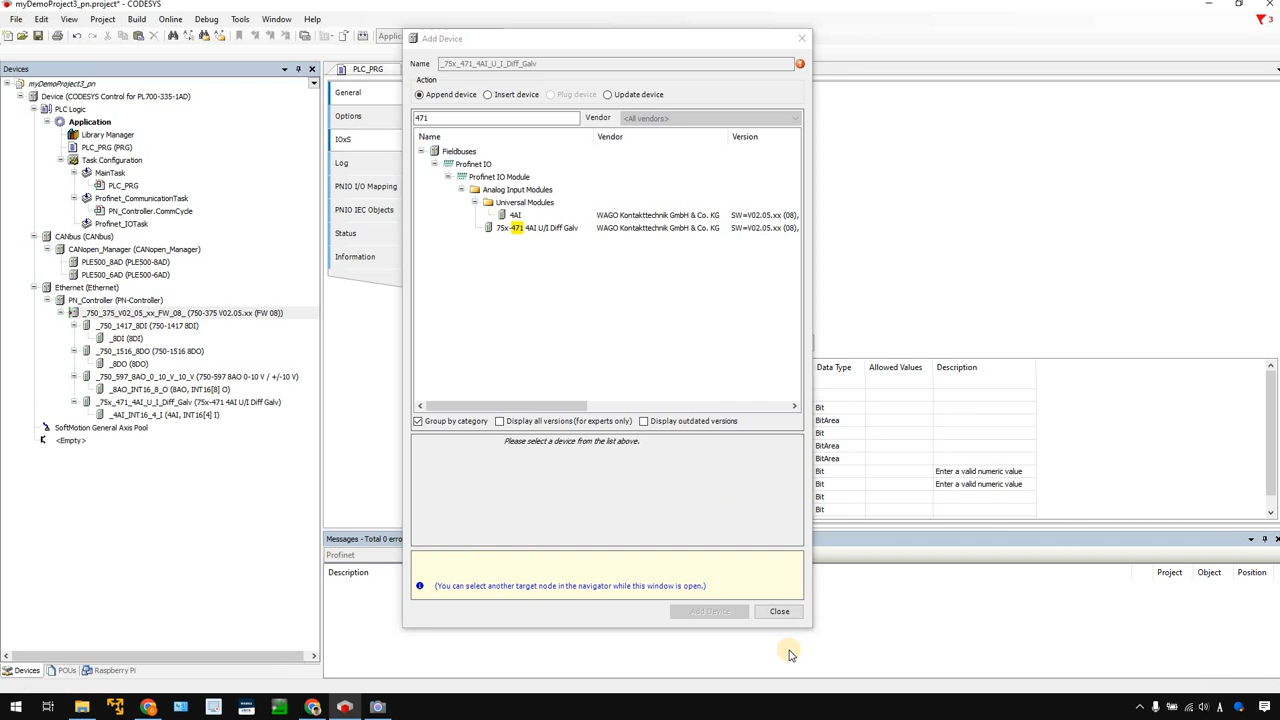 myDemoProject3_pn.project* - CODESYS
File Edit View Project Build Online Debug Tools Window Help
3
Devices
myDemoProject3_pn
Device (CODESYS Control for PL700-335-1AD)
PLC Logic
Application
Library Manager
PLC_PRG (PRG)
Task Configuration
MainTask
PLC_PRG
Profinet_CommunicationTask
PN_Controller.CommCycle
Profinet_IOTask
CANbus (CANbus)
CANopen_Manager (CANopen_Manager)
PLE500_8AD (PLE500-8AD)
PLE500_6AD (PLE500-6AD)
Ethernet (Ethernet)
PN_Controller (PN-Controller)
_750_375_V02_05_xx_FW_08_ (750-375 V02.05.xx (FW 08))
_750_1417_8DI (750-1417 8DI)
_8DI (8DI)
_750_1516_8DO (750-1516 8DO)
_8DO (8DO)
_750_597_8AO_0_10_V_10_V (750-597 8AO 0-10 V / +/-10 V)
_8AO_INT16_8_O (8AO, INT16[8] O)
_75x_471_4AI_U_I_Diff_Galv (75x-471 4AI U/I Diff Galv)
_4AI_INT16_4_I (4AI, INT16[4] I)
SoftMotion General Axis Pool
<Empty>
Devices POUs Raspberry Pi
PLC_PRG
General
Options
IOxS
Log
PNIO I/O Mapping
PNIO IEC Objects
Status
Information
Add Device
Name _75x_471_4AI_U_I_Diff_Galv
Action
Append device Insert device Plug device Update device
471 Vendor <All vendors>
Name Vendor Version
Fieldbuses
Profinet IO
Profinet IO Module
Analog Input Modules
Universal Modules
4AI WAGO Kontakttechnik GmbH & Co. KG SW=V02.05.xx (08),
75x-471 4AI U/I Diff Galv WAGO Kontakttechnik GmbH & Co. KG SW=V02.05.xx (08),
Group by category Display all versions (for experts only) Display outdated versions
Please select a device from the list above.
(You can select another target node in the navigator while this window is open.)
Add Device Close
Data Type Allowed Values Description
Bit
BitArea
Bit
BitArea
BitArea
Bit Enter a valid numeric value
Bit Enter a valid numeric value
Bit
Bit
Messages - Total 0 erro
Profinet
Description Project Object Position